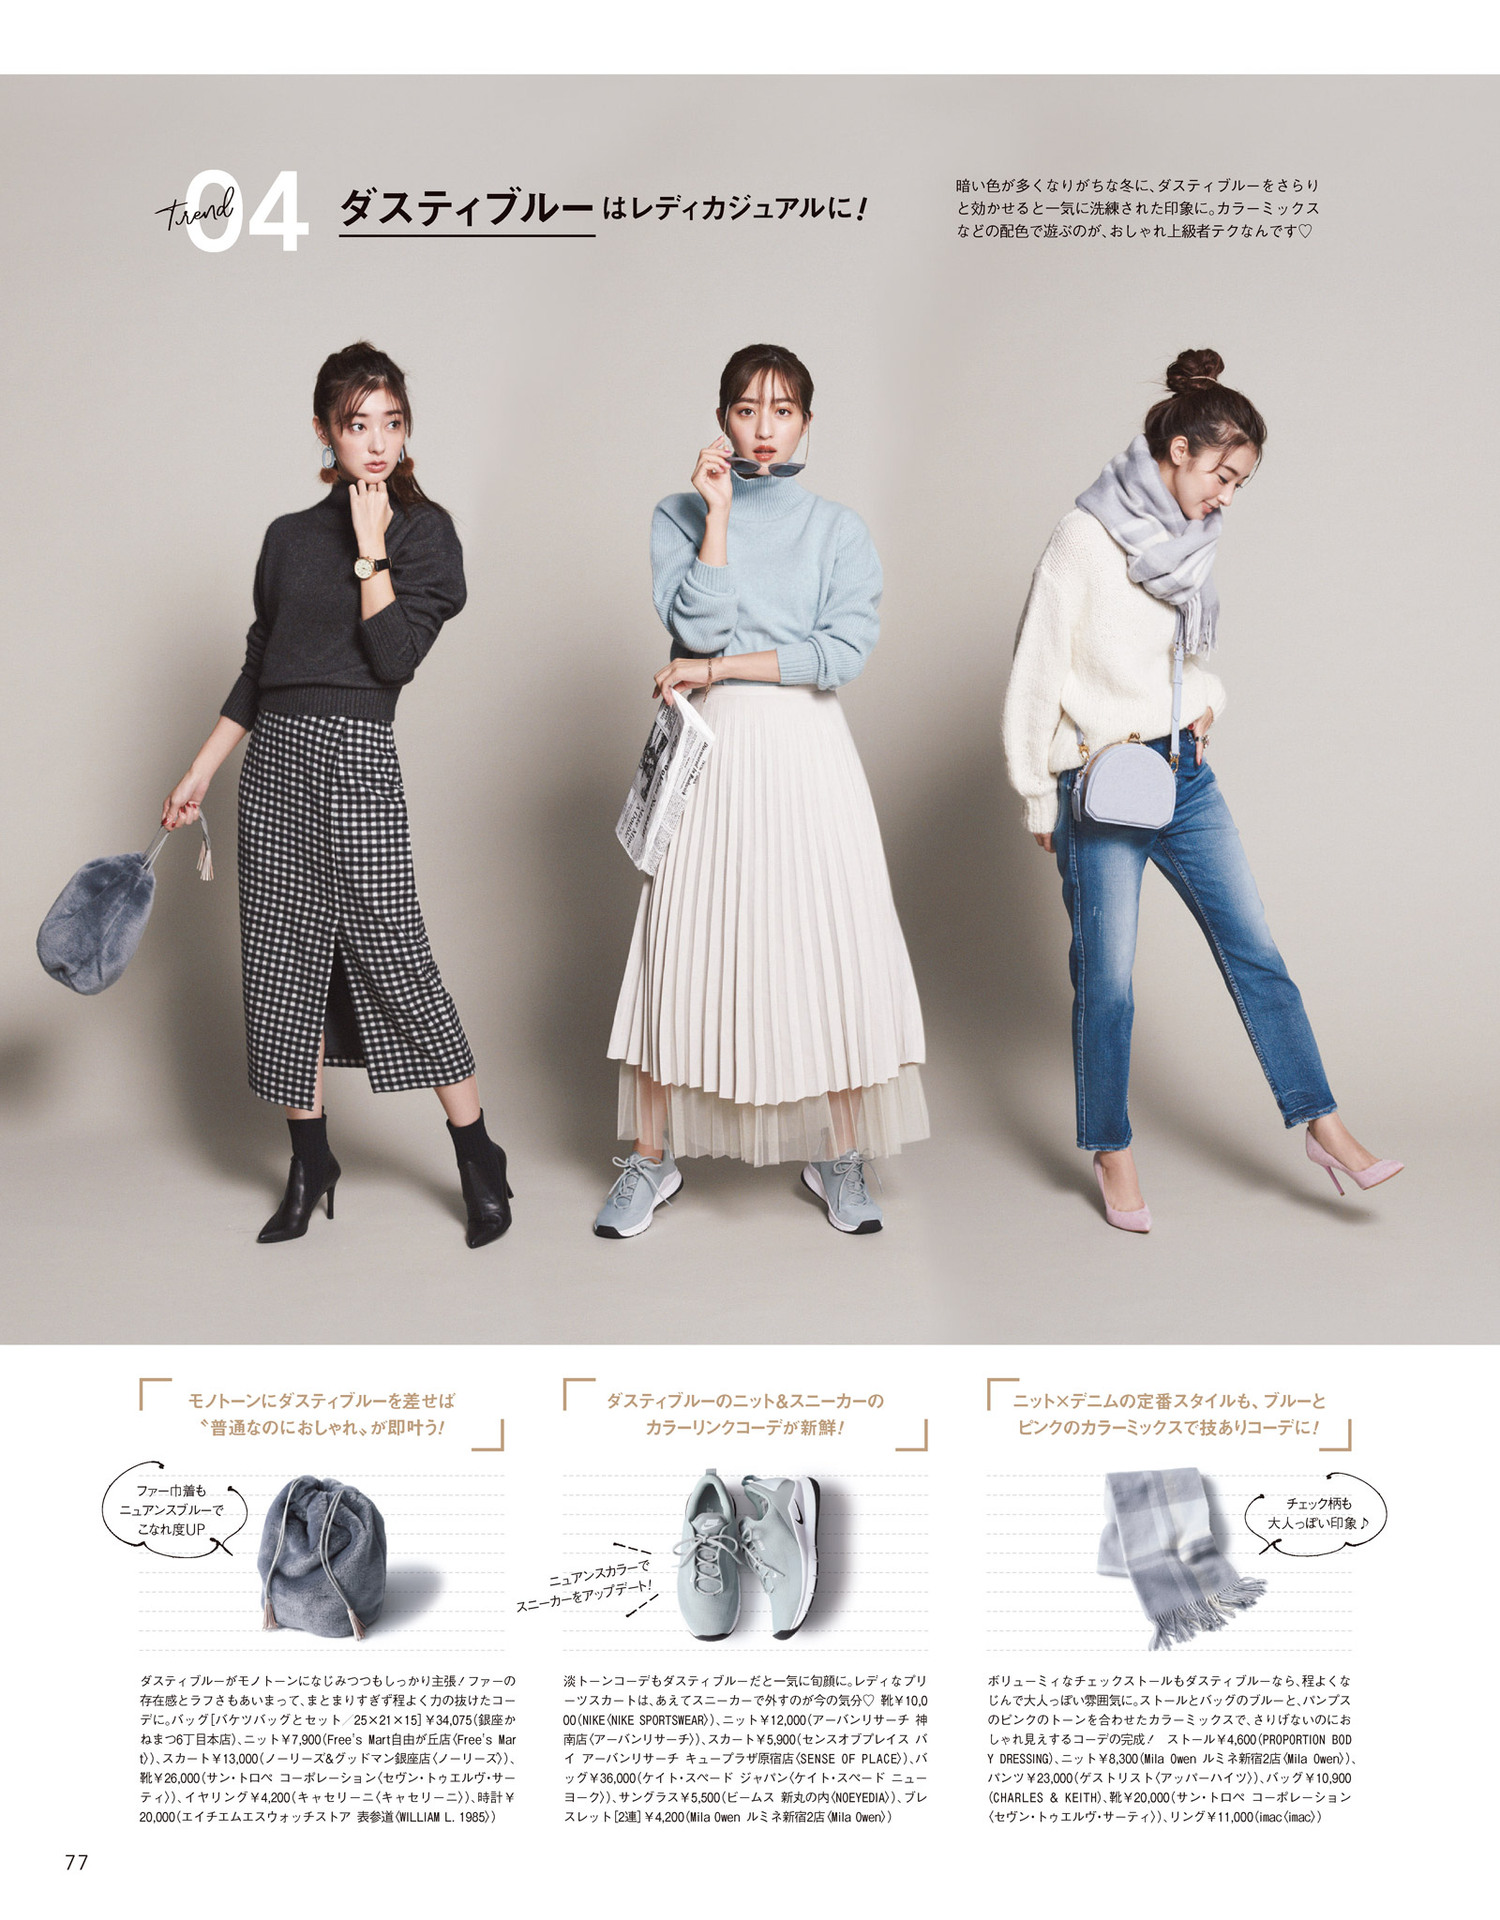 Trend
04
ダスティブルーはレディカジュアルに!
暗い色が多くなりがちな冬に、ダスティブルーをさらり
と効かせると一気に洗練された印象に。カラーミックス
などの配色で遊ぶのが、おしゃれ上級者テクなんです♡
モノトーンにダスティブルーを差せば
〝普通なのにおしゃれ〟が即叶う!
ファー巾着も
ニュアンスブルーで
こなれ度UP
ダスティブルーがモノトーンになじみつつもしっかり主張!ファーの
存在感とラフさもあいまって、まとまりすぎず程よく力の抜けたコー
デに。バッグ[バケツバッグとセット/25×21×15]¥34,075(銀座か
ねまつ6丁目本店)、ニット¥7,900(Free's Mart自由が丘店〈Free's Mar
t〉)、スカート¥13,000(ノーリーズ&グッドマン銀座店〈ノーリーズ〉)、
靴¥26,000(サン・トロペ コーポレーション〈セヴン・トゥエルヴ・サー
ティ〉)、イヤリング¥4,200(キャセリーニ〈キャセリーニ〉)、時計¥
20,000(エイチエムエスウォッチストア 表参道〈WILLIAM L. 1985〉)
ダスティブルーのニット&スニーカーの
カラーリンクコーデが新鮮!
ニュアンスカラーで
スニーカーをアップデート!
淡トーンコーデもダスティブルーだと一気に旬顔に。レディなプリ
ーツスカートは、あえてスニーカーで外すのが今の気分♡ 靴¥10,0
00(NIKE〈NIKE SPORTSWEAR〉)、ニット¥12,000(アーバンリサーチ 神
南店〈アーバンリサーチ〉)、スカート¥5,900(センスオブプレイス バ
イ アーバンリサーチ キュープラザ原宿店〈SENSE OF PLACE〉)、バ
ッグ¥36,000(ケイト・スペード ジャパン〈ケイト・スペード ニュー
ヨーク〉)、サングラス¥5,500(ビームス 新丸の内〈NOEYEDIA〉)、ブレ
スレット[2連]¥4,200(Mila Owen ルミネ新宿2店〈Mila Owen〉)
ニット×デニムの定番スタイルも、ブルーと
ピンクのカラーミックスで技ありコーデに!
チェック柄も
大人っぽい印象♪
ボリューミィなチェックストールもダスティブルーなら、程よくな
じんで大人っぽい雰囲気に。ストールとバッグのブルーと、パンプス
のピンクのトーンを合わせたカラーミックスで、さりげないのにお
しゃれ見えするコーデの完成! ストール¥4,600(PROPORTION BOD
Y DRESSING)、ニット¥8,300(Mila Owen ルミネ新宿2店〈Mila Owen〉)、
パンツ¥23,000(ゲストリスト〈アッパーハイツ〉)、バッグ¥10,900
(CHARLES & KEITH)、靴¥20,000(サン・トロペ コーポレーション
〈セヴン・トゥエルヴ・サーティ〉)、リング¥11,000(imac〈imac〉)
77